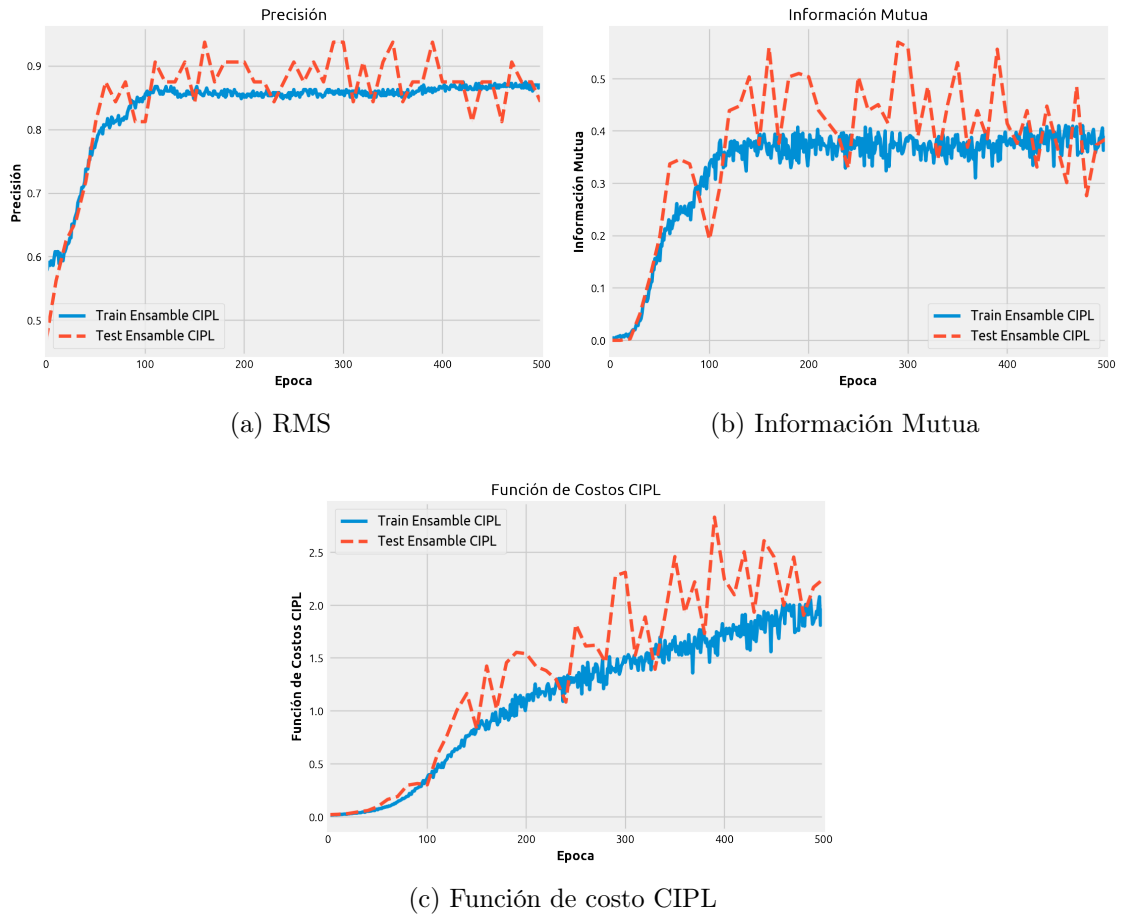 Precisión
Precisión
0.9
0.8
0.7
0.6
0.5
Train Ensamble CIPL
Test Ensamble CIPL
0
100
200
300
400
500
Epoca
(a) RMS
Información Mutua
Información Mutua
0.5
0.4
0.3
0.2
0.1
0.0
Train Ensamble CIPL
Test Ensamble CIPL
0
100
200
300
400
500
Epoca
(b) Información Mutua
Función de Costos CIPL
Función de Costos CIPL
Train Ensamble CIPL
Test Ensamble CIPL
2.5
2.0
1.5
1.0
0.5
0.0
0
100
200
300
400
500
Epoca
(c) Función de costo CIPL